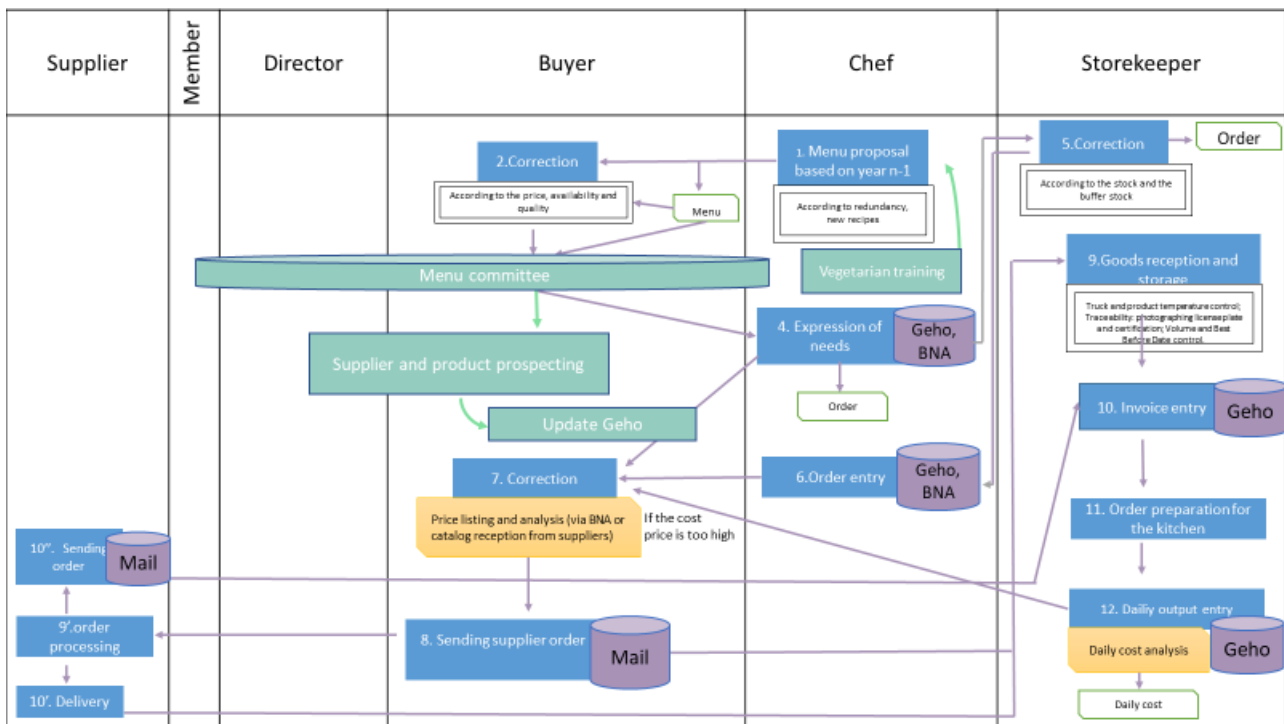 Supplier
Member
Director
Buyer
Chef
Storekeeper
2.Correction
According to the price, availability and
quality
Menu
1. Menu proposal
based on year n-1
According to redundancy,
new recipes
5.Correction
Order
According to the stock and the
buffer stock
Menu committee
Vegetarian training
9.Goods reception and
storage
Truck and product temperature control;
Traceability: photographing license plate
and certification; Volume and Best
Before Date control.
Supplier and product prospecting
4. Expression of
needs
Geho,
BNA
Order
Update Geho
10. Invoice entry
Geho
7. Correction
Price listing and analysis (via BNA or
catalog reception from suppliers)
If the cost
price is too high
6.Order entry
Geho,
BNA
11. Order preparation for
the kitchen
10''. Sending
order
Mail
9'.order
processing
10'. Delivery
8. Sending supplier order
Mail
12. Dailiy output entry
Daily cost analysis
Geho
Daily cost